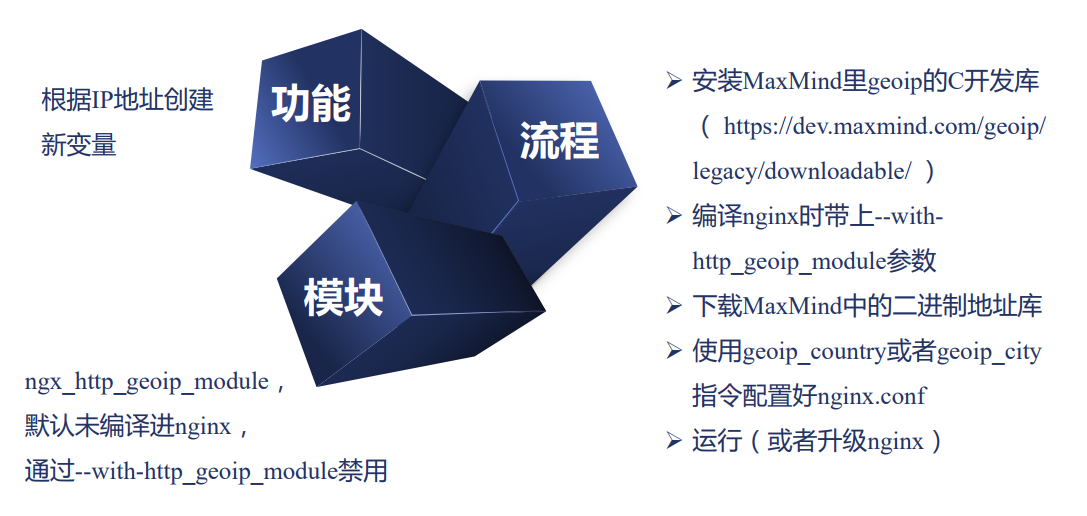 功能
根据IP地址创建
新变量
流程
安装MaxMind里geoip的C开发库
（ https://dev.maxmind.com/geoip/
legacy/downloadable/ ）
编译nginx时带上--with-
http_geoip_module参数
下载MaxMind中的二进制地址库
使用geoip_country或者geoip_city
指令配置好nginx.conf
运行（或者升级nginx）
模块
ngx_http_geoip_module，
默认未编译进nginx，
通过--with-http_geoip_module禁用